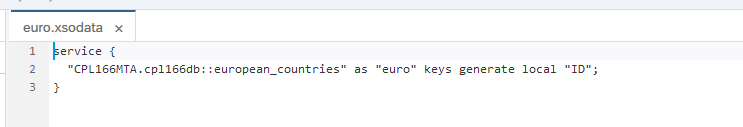 euro.xsodata ×
1 service {
2 "CPL166MTA.cpl166db::european_countries" as "euro" keys generate local "ID";
3 }